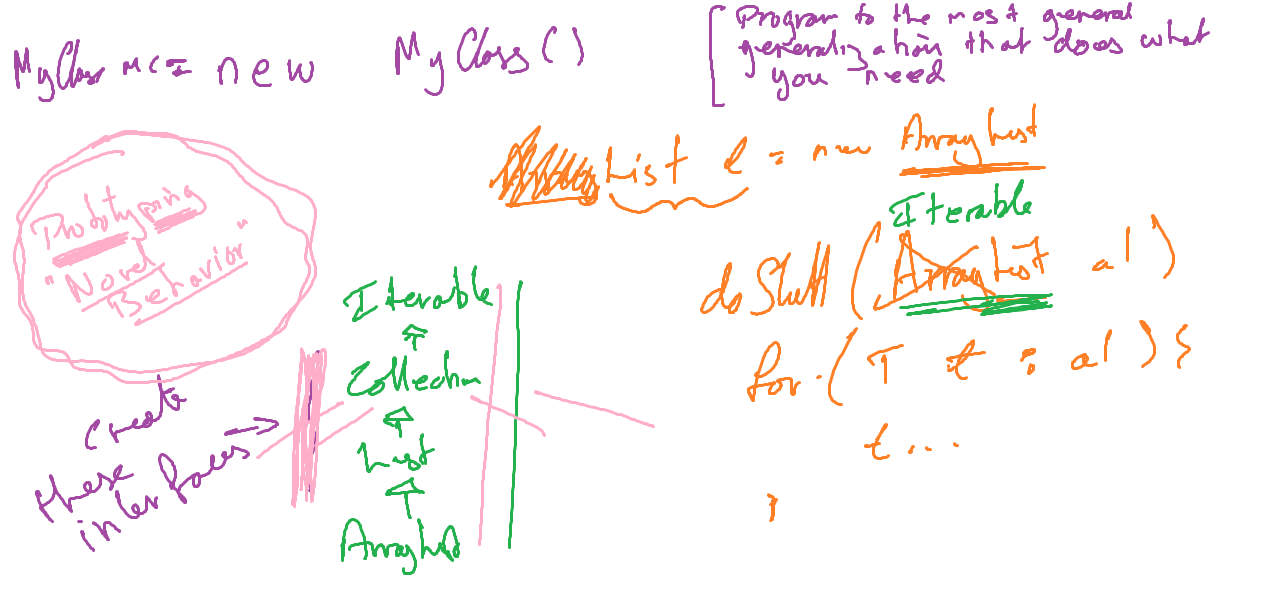 MyClass mc = new MyClass()
Program to the most general
generalization that does what
you need
List l = new ArrayList
Iterable
doStuff (ArrayList al)
for (T t : al) {
t...
}
Prototyping
"Novel
Behavior"
Iterable
Collection
List
ArrayList
create
these
interfaces